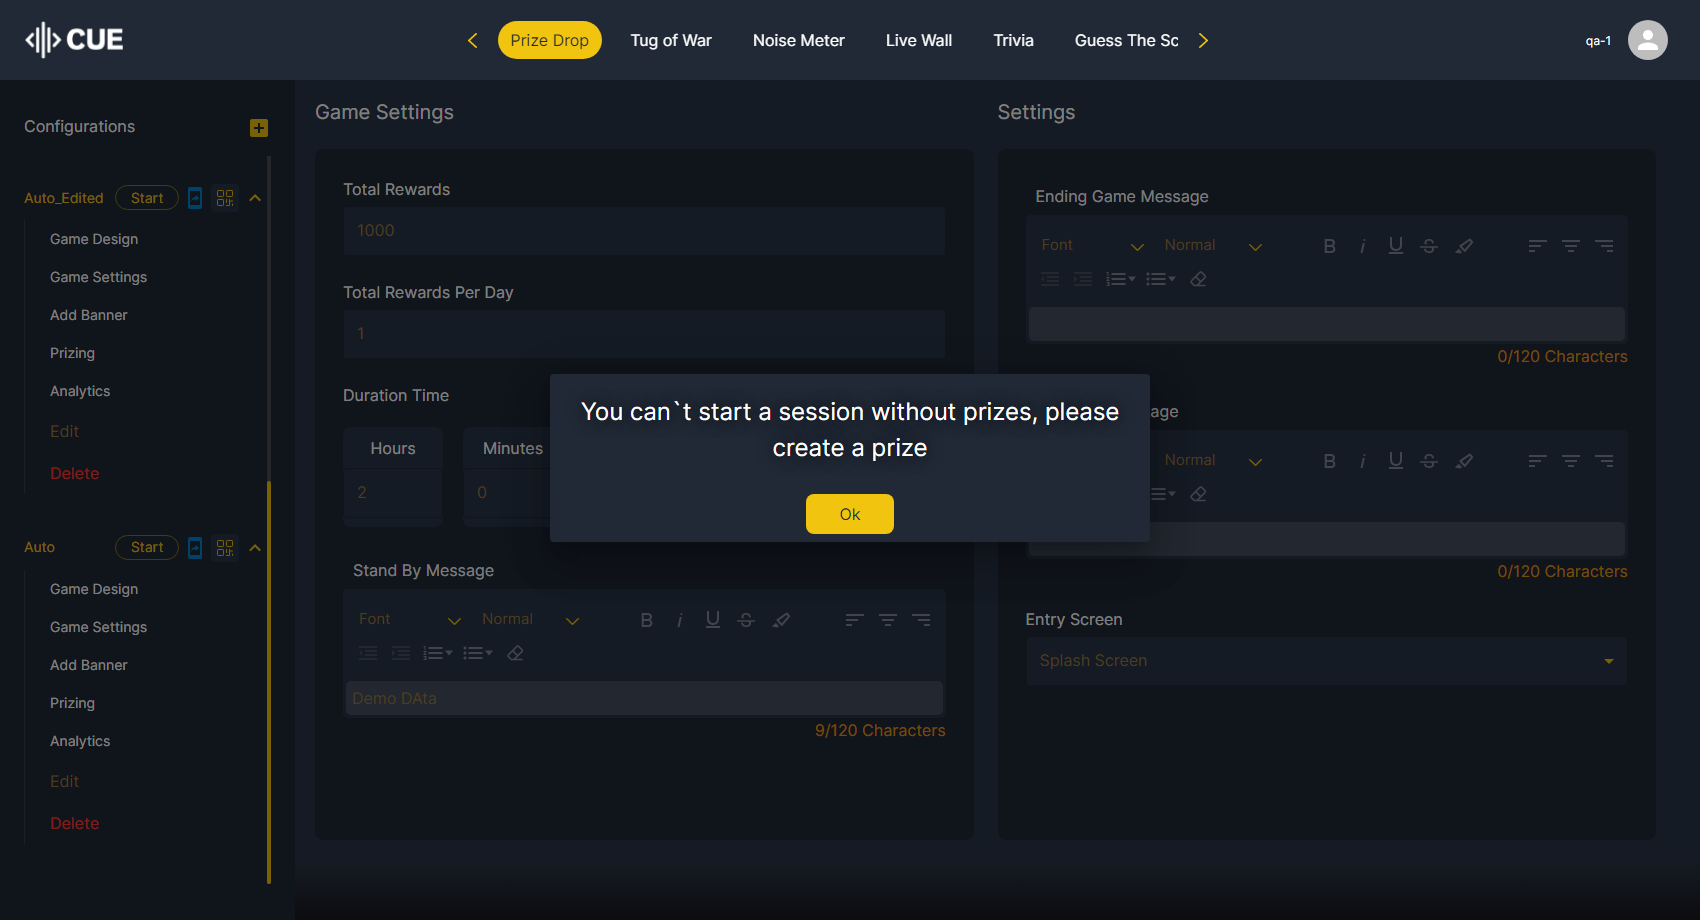 CUE
Prize Drop
Tug of War
Noise Meter
Live Wall
Trivia
Guess The Sc
qa-1
Configurations
Auto_Edited
Start
Game Design
Game Settings
Add Banner
Prizing
Analytics
Edit
Delete
Auto
Start
Game Design
Game Settings
Add Banner
Prizing
Analytics
Edit
Delete
Game Settings
Total Rewards
1000
Total Rewards Per Day
1
Duration Time
Hours
Minutes
2
0
Stand By Message
Font
Normal
B i U S
Demo DAta
9/120 Characters
You can`t start a session without prizes, please
create a prize
Ok
Settings
Ending Game Message
Font
Normal
B i U S
0/120 Characters
age
Normal
B i U S
0/120 Characters
Entry Screen
Splash Screen